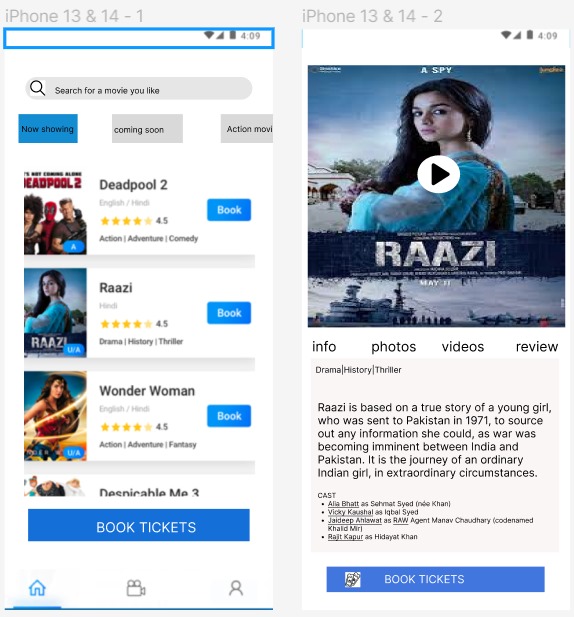 iPhone 13 & 14 - 1
4:09
Search for a movie you like
Now showing
coming soon
Action movi
'S NOT COMING ALONE
DEADPOOL 2
A
Deadpool 2
English / Hindi
4.5
Action | Adventure | Comedy
Book
RAAZI
U/A
Raazi
Hindi
4.5
Drama | History | Thriller
Book
U/A
Wonder Woman
English / Hindi
4.5
Action | Adventure | Fantasy
Book
Despicable Me 3
BOOK TICKETS
iPhone 13 & 14 - 2
4:09
A SPY
RAAZI
MAY 11
info
photos
videos
review
Drama|History|Thriller
Raazi is based on a true story of a young girl,
who was sent to Pakistan in 1971, to source
out any information she could, as war was
becoming imminent between India and
Pakistan. It is the journey of an ordinary
Indian girl, in extraordinary circumstances.
CAST
• Alia Bhatt as Sehmat Syed (née Khan)
• Vicky Kaushal as Iqbal Syed
• Jaideep Ahlawat as RAW Agent Manav Chaudhary (codenamed
Khalid Mir)
• Rajit Kapur as Hidayat Khan
BOOK TICKETS